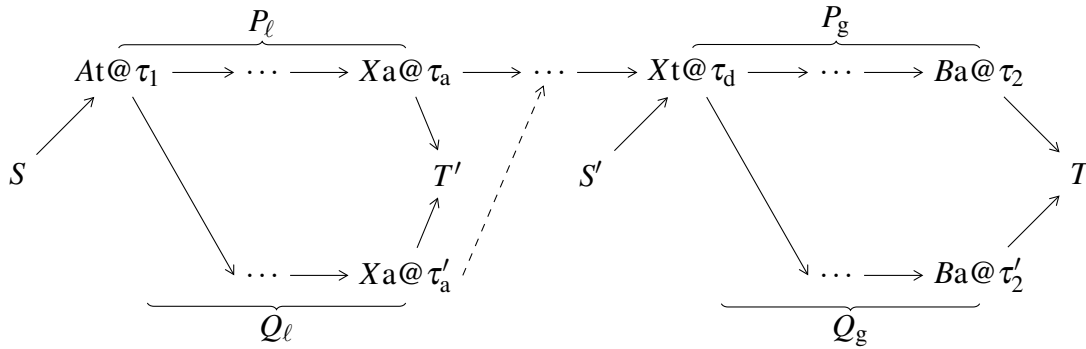 P_ℓ P_g
At@τ_1 ⋯ Xa@τ_a ⋯ Xt@τ_d ⋯ Ba@τ_2
S T′ S′ T
⋯ Xa@τ′_a ⋯ Ba@τ′_2
Q_ℓ Q_g